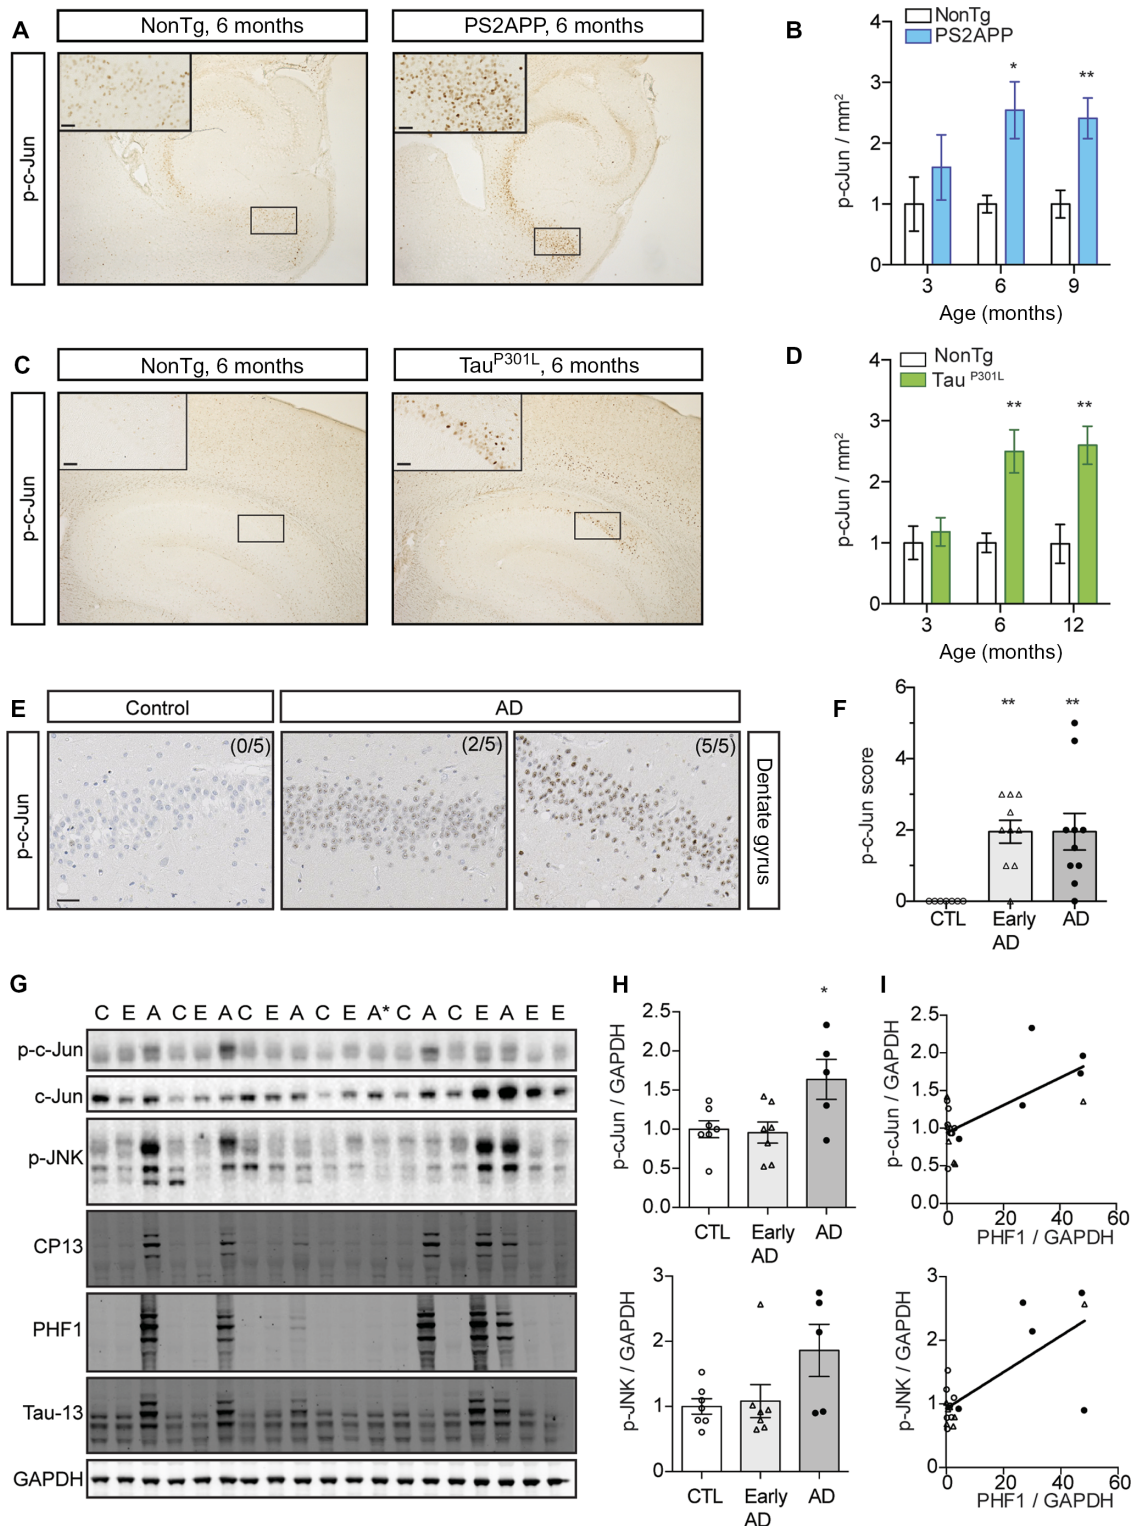 A
NonTg, 6 months
PS2APP, 6 months
p-c-Jun
B
NonTg
PS2APP
4
3
2
1
0
p-cJun / mm2
*
**
3
6
9
Age (months)
C
NonTg, 6 months
TauP301L, 6 months
p-c-Jun
D
NonTg
Tau P301L
4
3
2
1
0
p-cJun / mm2
**
**
3
6
12
Age (months)
E
Control
AD
p-c-Jun
(0/5)
(2/5)
(5/5)
Dentate gyrus
F
6
4
2
0
p-c-Jun score
**
**
CTL
Early
AD
AD
G
C E A C E A C E A C E A* C A C E A E E
p-c-Jun
c-Jun
p-JNK
CP13
PHF1
Tau-13
GAPDH
H
2.5
2.0
1.5
1.0
0.5
0.0
p-cJun / GAPDH
*
CTL
Early
AD
AD
3
2
1
0
p-JNK / GAPDH
CTL
Early
AD
AD
I
2.5
2.0
1.5
1.0
0.5
0.0
p-cJun / GAPDH
0 20 40 60
PHF1 / GAPDH
3
2
1
0
p-JNK / GAPDH
0 20 40 60
PHF1 / GAPDH